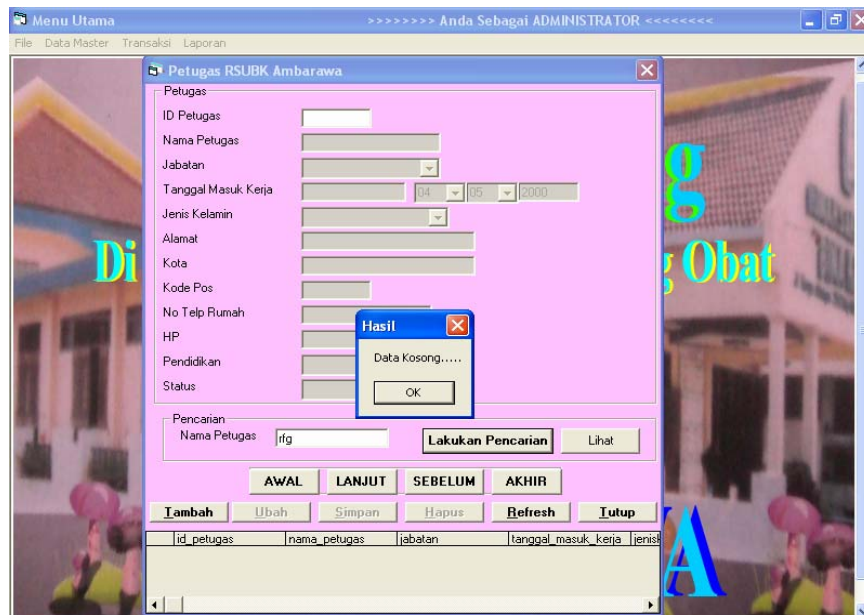 Menu Utama >>>>>>>> Anda Sebagai ADMINISTRATOR <<<<<<<<
File Data Master Transaksi Laporan
Petugas RSUBK Ambarawa
Petugas
ID Petugas
Nama Petugas
Jabatan
Tanggal Masuk Kerja 04 05 2000
Jenis Kelamin
Alamat
Di g Obat
Kota
Kode Pos
No Telp Rumah
HP
Pendidikan
Status
Hasil
Data Kosong.....
OK
Pencarian
Nama Petugas rfg Lakukan Pencarian Lihat
AWAL LANJUT SEBELUM AKHIR
Tambah Ubah Simpan Hapus Refresh Tutup
id_petugas nama_petugas jabatan tanggal_masuk_kerja jenisk
A